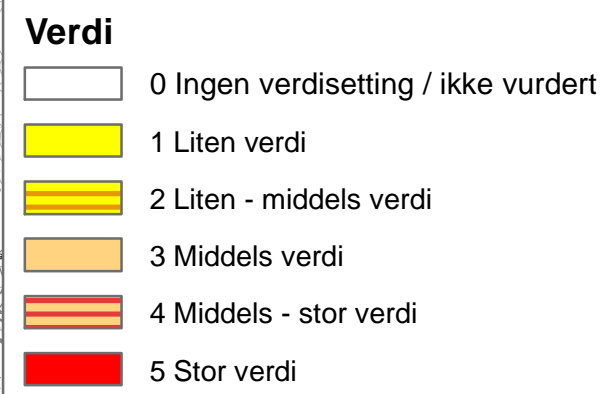 Verdi
0 Ingen verdisetting / ikke vurdert
1 Liten verdi
2 Liten - middels verdi
3 Middels verdi
4 Middels - stor verdi
5 Stor verdi